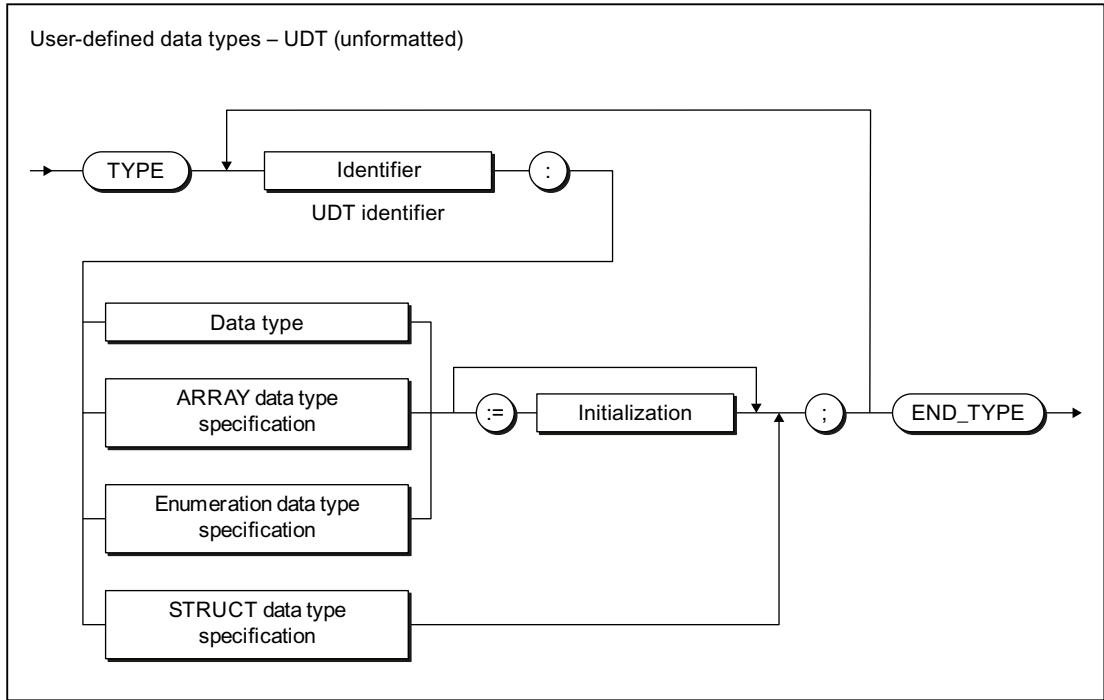 User-defined data types – UDT (unformatted)
TYPE
Identifier
:
UDT identifier
Data type
ARRAY data type
specification
:=
Initialization
;
END_TYPE
Enumeration data type
specification
STRUCT data type
specification